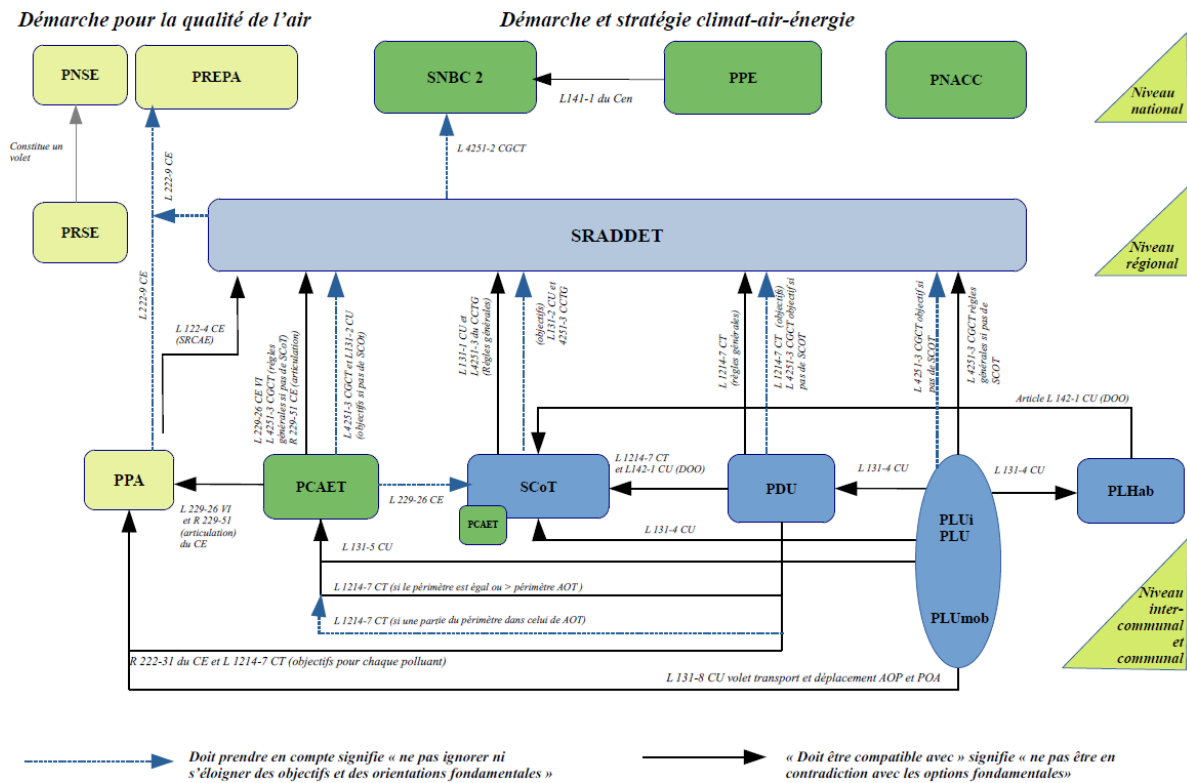 Démarche pour la qualité de l'air
Démarche et stratégie climat-air-énergie
PNSE
PREPA
SNBC 2
PPE
PNACC
Niveau
national
L141-1 du Cen
Constitue un
volet
L 222-9 CE
L 4251-2 CGCT
PRSE
SRADDET
Niveau
régional
L 222-9 CE
L 122-4 CE
(SRCAE)
L 229-26 CE VI
L 4251-3 CGCT (règles
générales si pas de SCoT)
R 229-51 CE (articulation)
L 4251-3 CGCT et L131-2 CU
(objectifs si pas de SCOt)
L 131-1 CU et
L4251-3 du CCTG
(Règles générales)
(objectifs)
L 131-2 CU et
4251-3 CCTG
L 1214-7 CT
(règles générales)
L 1214-7 CT (objectifs)
L 4251-3 CGCT objectif si
pas de SCOT
L 4251-3 CGCT objectif si
pas de SCOT
L 4251-3 CGCT règles
générales si pas de
SCOT
Article L 142-1 CU (DOO)
PPA
PCAET
SCoT
PDU
PLHab
L 1214-7 CT
et L142-1 CU (DOO)
L 131-4 CU
L 131-4 CU
L 229-26 CE
L 229-26 VI
et R 229-51
(articulation)
du CE
PCAET
L 131-4 CU
PLUi
PLU
L 131-5 CU
L 1214-7 CT (si le périmètre est égal ou > périmètre AOT )
L 1214-7 CT (si une partie du périmètre dans celui de AOT)
PLUmob
Niveau
inter-
communal
et
communal
R 222-31 du CE et L 1214-7 CT (objectifs pour chaque polluant)
L 131-8 CU volet transport et déplacement AOP et POA
Doit prendre en compte signifie « ne pas ignorer ni
s'éloigner des objectifs et des orientations fondamentales »
« Doit être compatible avec » signifie « ne pas être en
contradiction avec les options fondamentales»